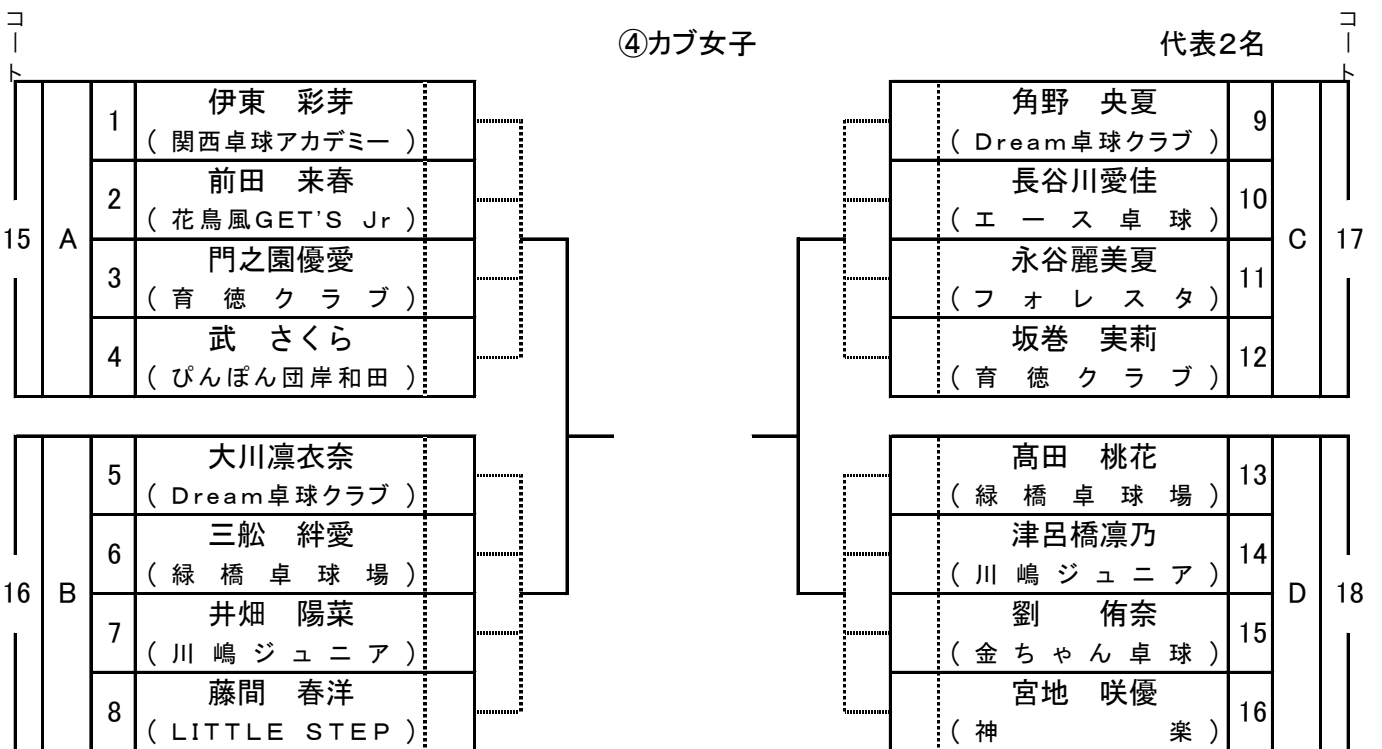 ④カブ女子 代表2名
コート
コート
15 A
1 伊東 彩芽
(関西卓球アカデミー)
2 前田 来春
(花鳥風GET'S Jr)
3 門之園優愛
(育徳クラブ)
4 武 さくら
(ぴんぽん団岸和田)
16 B
5 大川凛衣奈
(Dream卓球クラブ)
6 三舩 絆愛
(緑橋卓球場)
7 井畑 陽菜
(川嶋ジュニア)
8 藤間 春洋
(LITTLE STEP)
角野 央夏 9
(Dream卓球クラブ)
長谷川愛佳 10
(エース卓球)
永谷麗美夏 11
(フォレスタ)
坂巻 実莉 12
(育徳クラブ)
C 17
髙田 桃花 13
(緑橋卓球場)
津呂橋凛乃 14
(川嶋ジュニア)
劉 侑奈 15
(金ちゃん卓球)
宮地 咲優 16
(神楽)
D 18